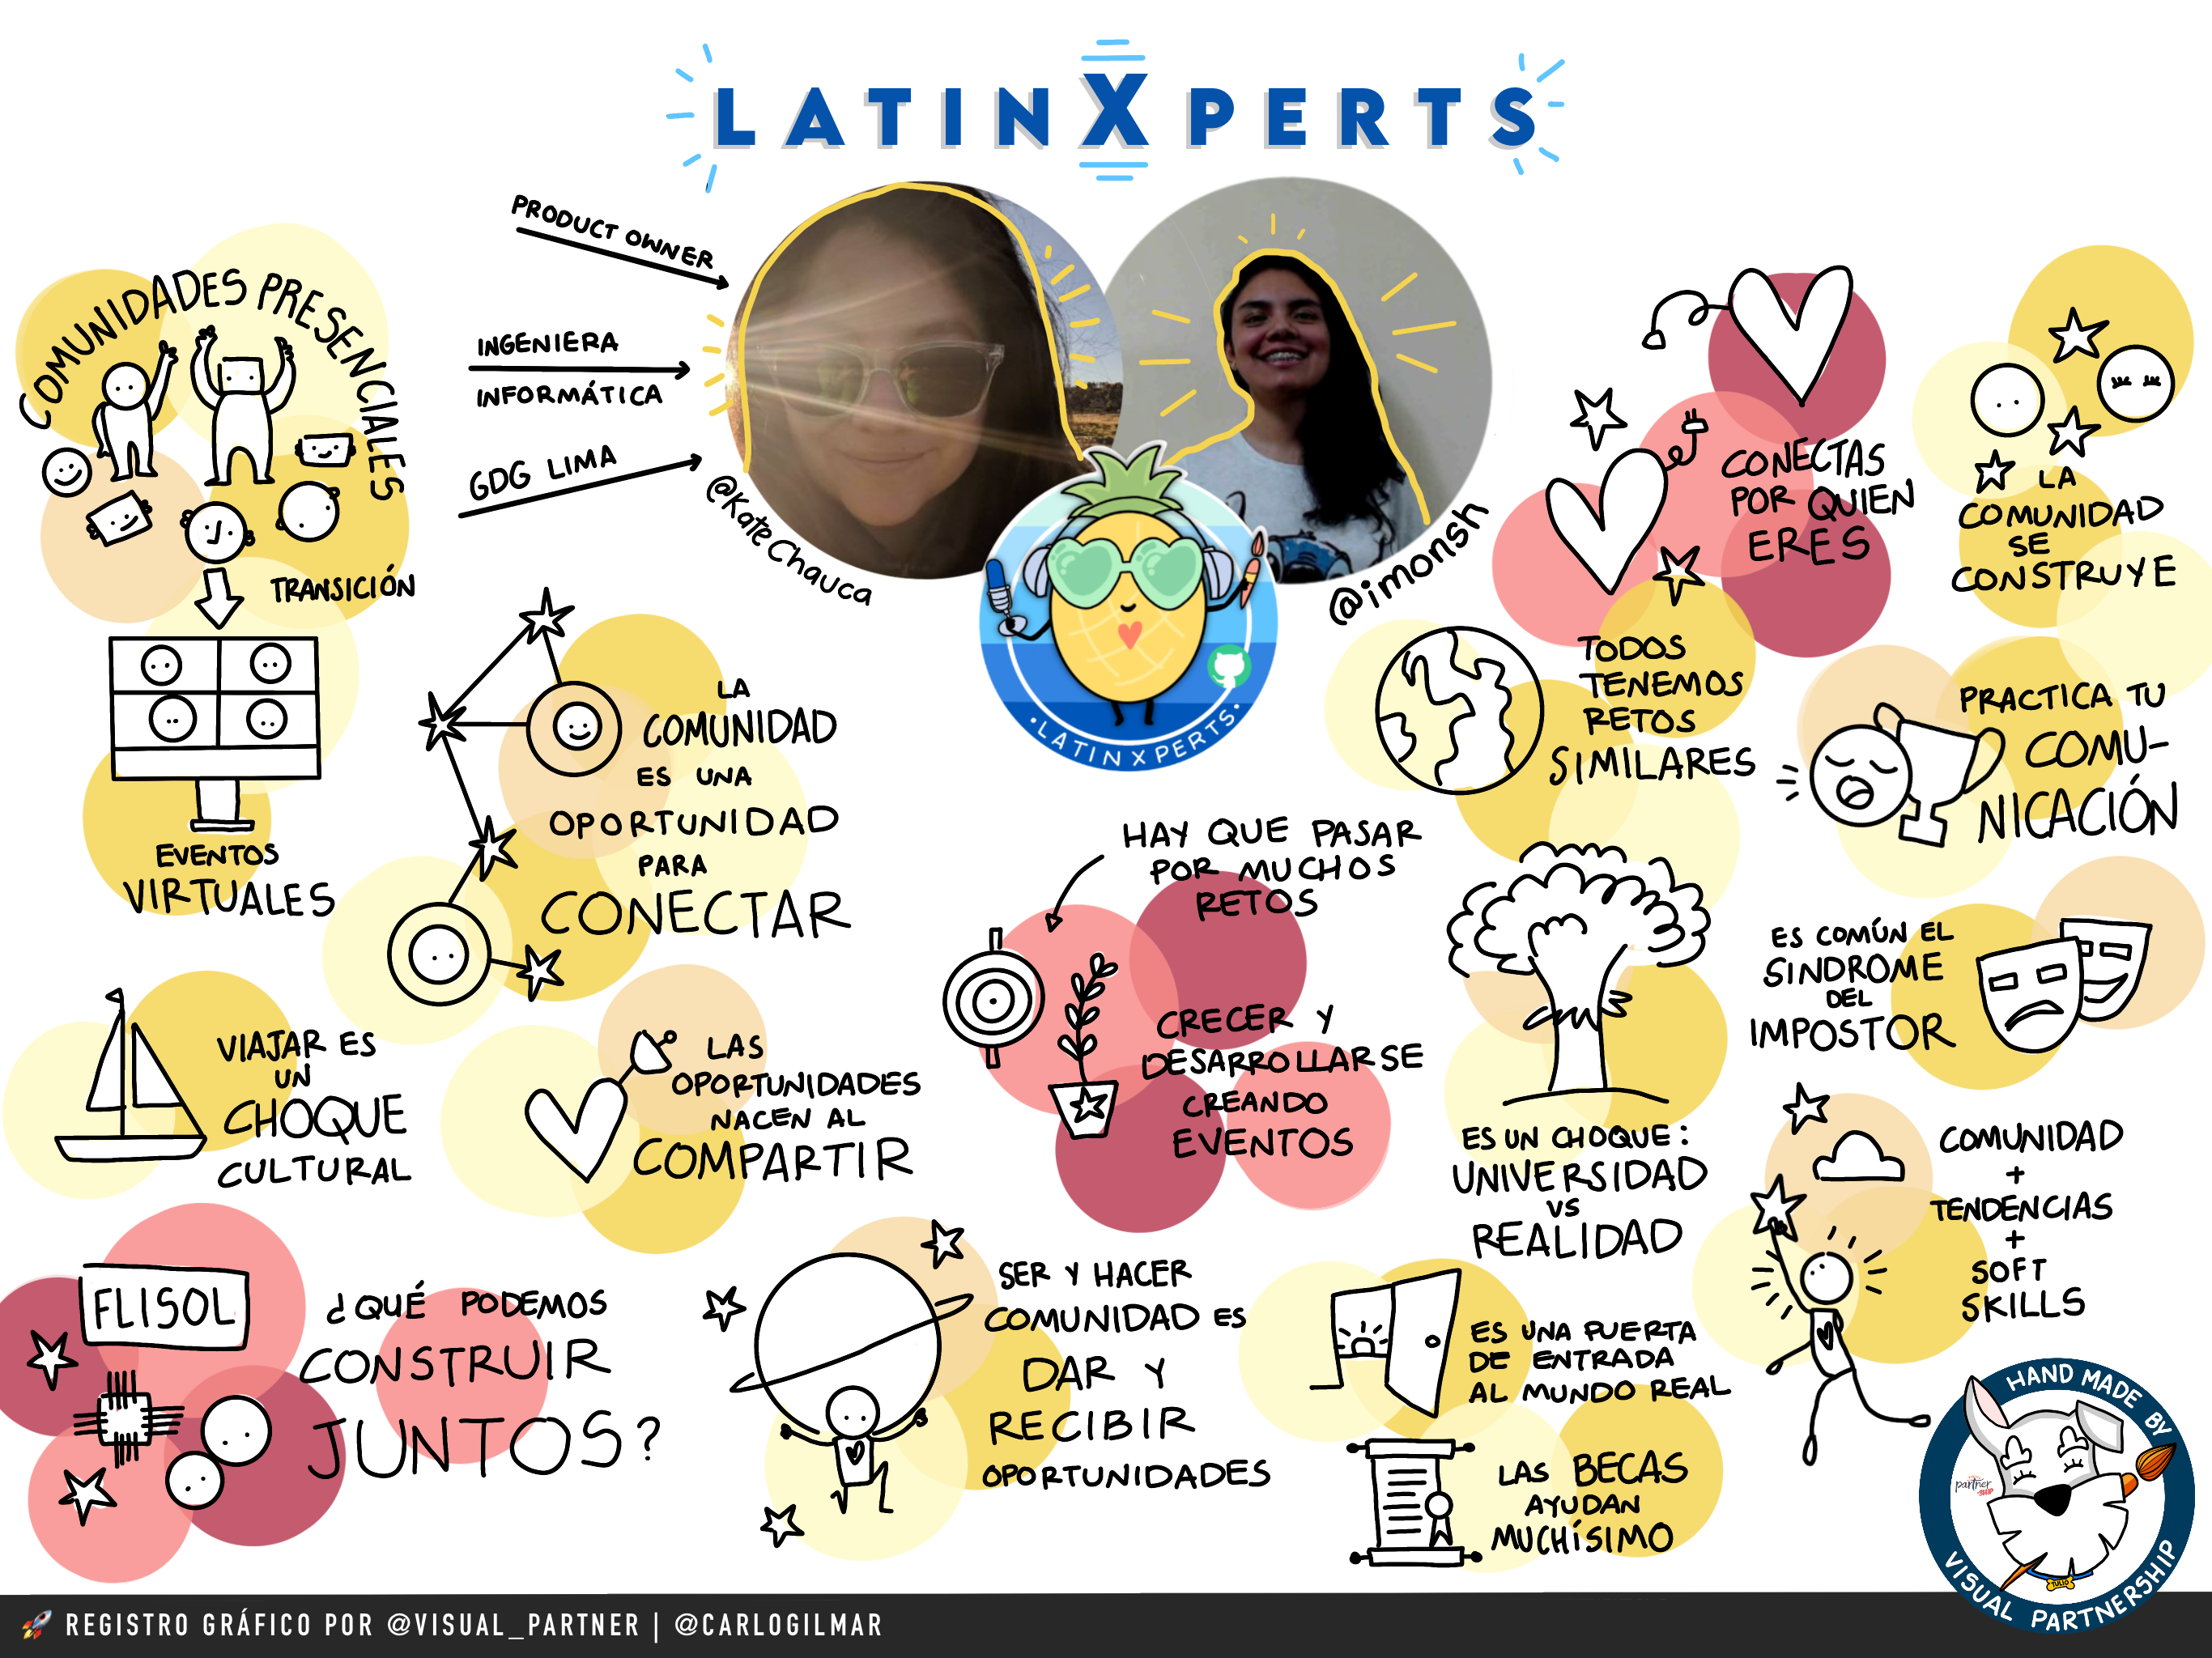 LATINXPERTS
PRODUCT OWNER
INGENIERA
INFORMÁTICA
GDG LIMA
@KateChauca
@imonsh
·LATINXPERTS·
COMUNIDADES PRESENCIALES
TRANSICIÓN
EVENTOS
VIRTUALES
LA
COMUNIDAD
ES UNA
OPORTUNIDAD
PARA
CONECTAR
VIAJAR ES
UN
CHOQUE
CULTURAL
LAS
OPORTUNIDADES
NACEN AL
COMPARTIR
FLISOL
¿QUÉ PODEMOS
CONSTRUIR
JUNTOS?
HAY QUE PASAR
POR MUCHOS
RETOS
CRECER Y
DESARROLLARSE
CREANDO
EVENTOS
SER Y HACER
COMUNIDAD ES
DAR Y
RECIBIR
OPORTUNIDADES
CONECTAS
POR QUIEN
ERES
LA
COMUNIDAD
SE
CONSTRUYE
TODOS
TENEMOS
RETOS
SIMILARES
PRACTICA TU
COMU-
NICACIÓN
ES UN CHOQUE:
UNIVERSIDAD
VS
REALIDAD
ES COMÚN EL
SINDROME
DEL
IMPOSTOR
COMUNIDAD
+
TENDENCIAS
+
SOFT
SKILLS
ES UNA PUERTA
DE ENTRADA
AL MUNDO REAL
LAS BECAS
AYUDAN
MUCHÍSIMO
HAND MADE BY
partner
SHIP
TULIO
VISUAL PARTNERSHIP
REGISTRO GRÁFICO POR @VISUAL_PARTNER | @CARLOGILMAR